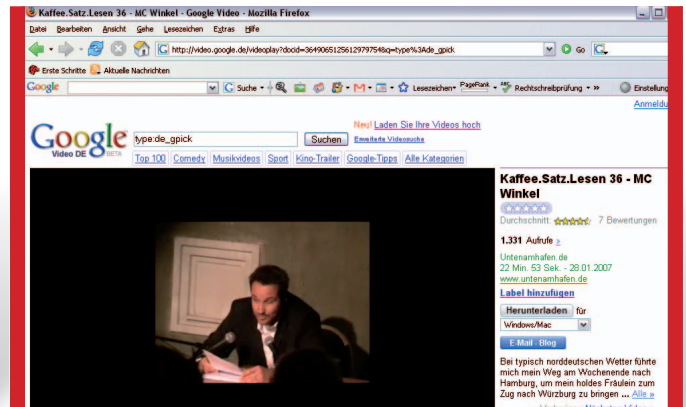 Kaffee.Satz.Lesen 36 - MC Winkel - Google Video - Mozilla Firefox
Datei Bearbeiten Ansicht Gehe Lesezeichen Extras Hilfe
http://video.google.de/videoplay?docid=3649065125612979754&q=type%3Ade_gpick Go
Erste Schritte Aktuelle Nachrichten
Google Suche Lesezeichen PageRank Rechtschreibprüfung Einstellung
Anmeldu
Google Video DE BETA
Neu! Laden Sie Ihre Videos hoch
type:de_gpick Suchen Erweiterte Videosuche
Top 100 Comedy Musikvideos Sport Kino-Trailer Google-Tipps Alle Kategorien
Kaffee.Satz.Lesen 36 - MC
Winkel
Durchschnitt: 7 Bewertungen
1.331 Aufrufe >
Untenamhafen.de
22 Min. 53 Sek. - 28.01.2007
www.untenamhafen.de
Label hinzufügen
Herunterladen für
Windows/Mac
E-Mail - Blog
Bei typisch norddeutschen Wetter führte
mich mein Weg am Wochenende nach
Hamburg, um mein holdes Fräulein zum
Zug nach Würzburg zu bringen ... Alle »